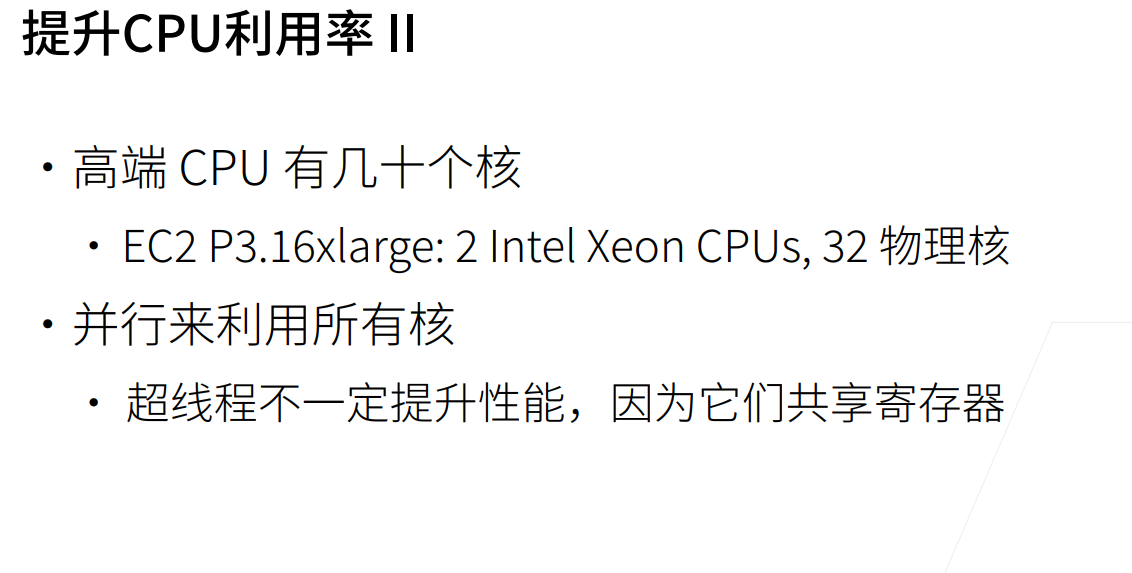 提升CPU利用率 II
• 高端 CPU 有几十个核
• EC2 P3.16xlarge: 2 Intel Xeon CPUs, 32 物理核
• 并行来利用所有核
• 超线程不一定提升性能，因为它们共享寄存器